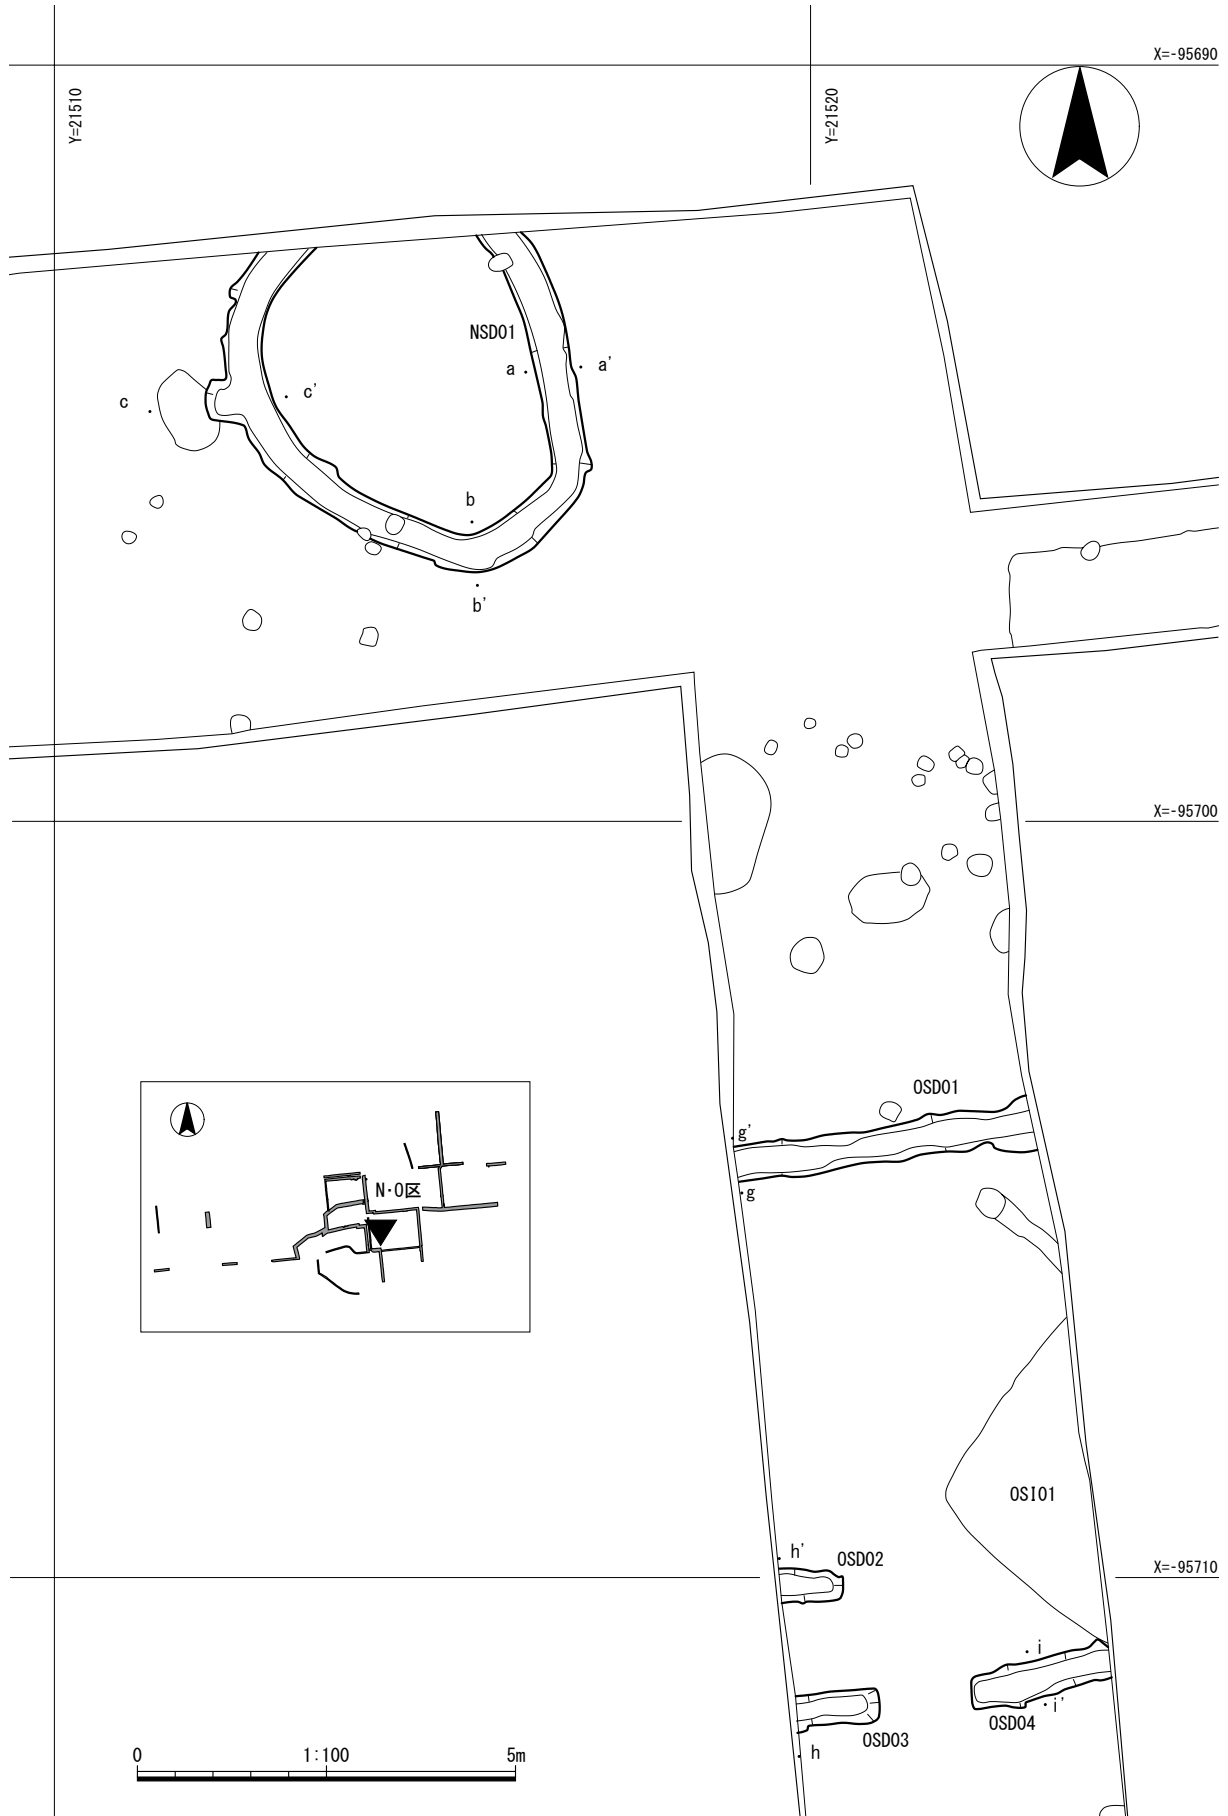 X=-95690
Y=21510
Y=21520
NSD01
a
a'
c
c'
b
b'
X=-95700
OSD01
g'
g
N・O区
OSI01
h'
OSD02
X=-95710
i
i'
OSD04
OSD03
h
0 1:100 5m